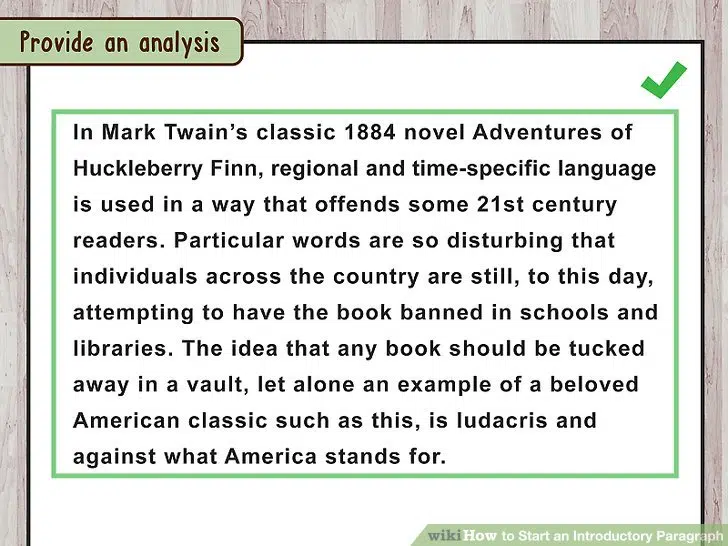 Provide an analysis
In Mark Twain's classic 1884 novel Adventures of
Huckleberry Finn, regional and time-specific language
is used in a way that offends some 21st century
readers. Particular words are so disturbing that
individuals across the country are still, to this day,
attempting to have the book banned in schools and
libraries. The idea that any book should be tucked
away in a vault, let alone an example of a beloved
American classic such as this, is ludacris and
against what America stands for.
wikiHow to Start an Introductory Paragraph